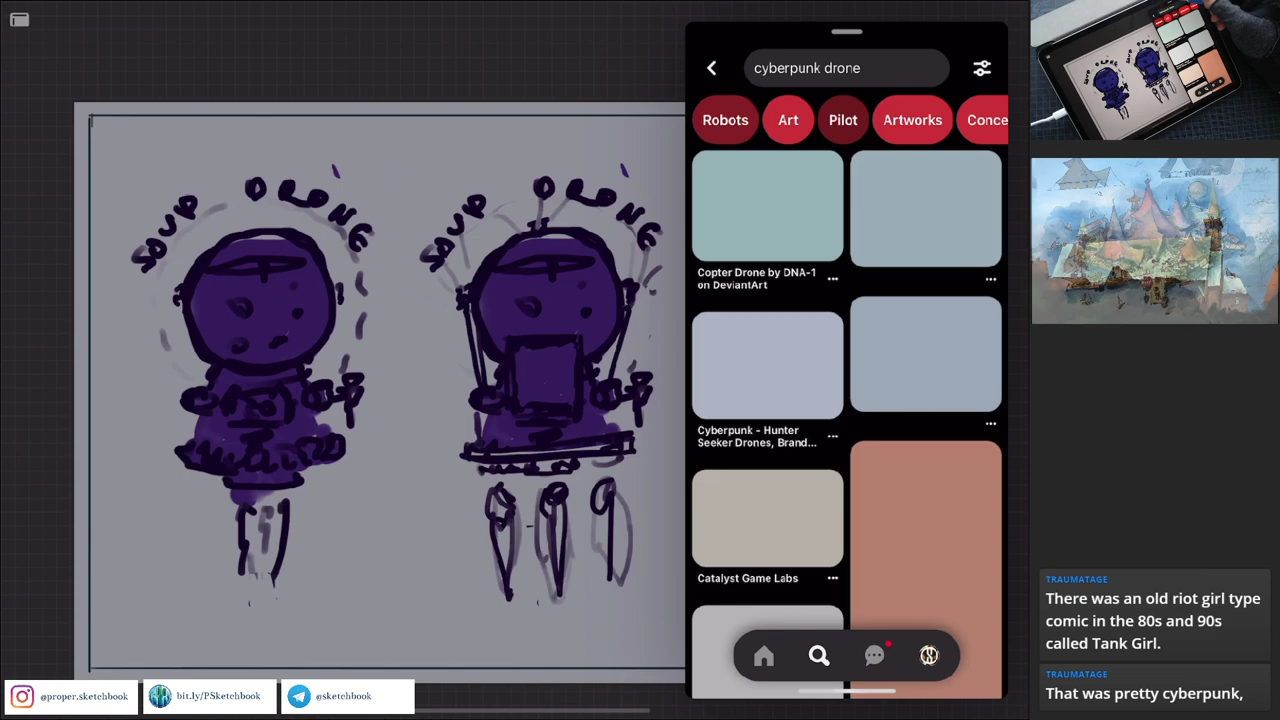 SOUP DRONE
SOUP DRONE
cyberpunk drone
Robots
Art
Pilot
Artworks
Conce
Copter Drone by DNA-1
on DeviantArt
Cyberpunk - Hunter
Seeker Drones, Brand...
Catalyst Game Labs
TRAUMATAGE
There was an old riot girl type
comic in the 80s and 90s
called Tank Girl.
TRAUMATAGE
That was pretty cyberpunk,
@proper.sketchbook
bit.ly/PSketchbook
@sketchbook